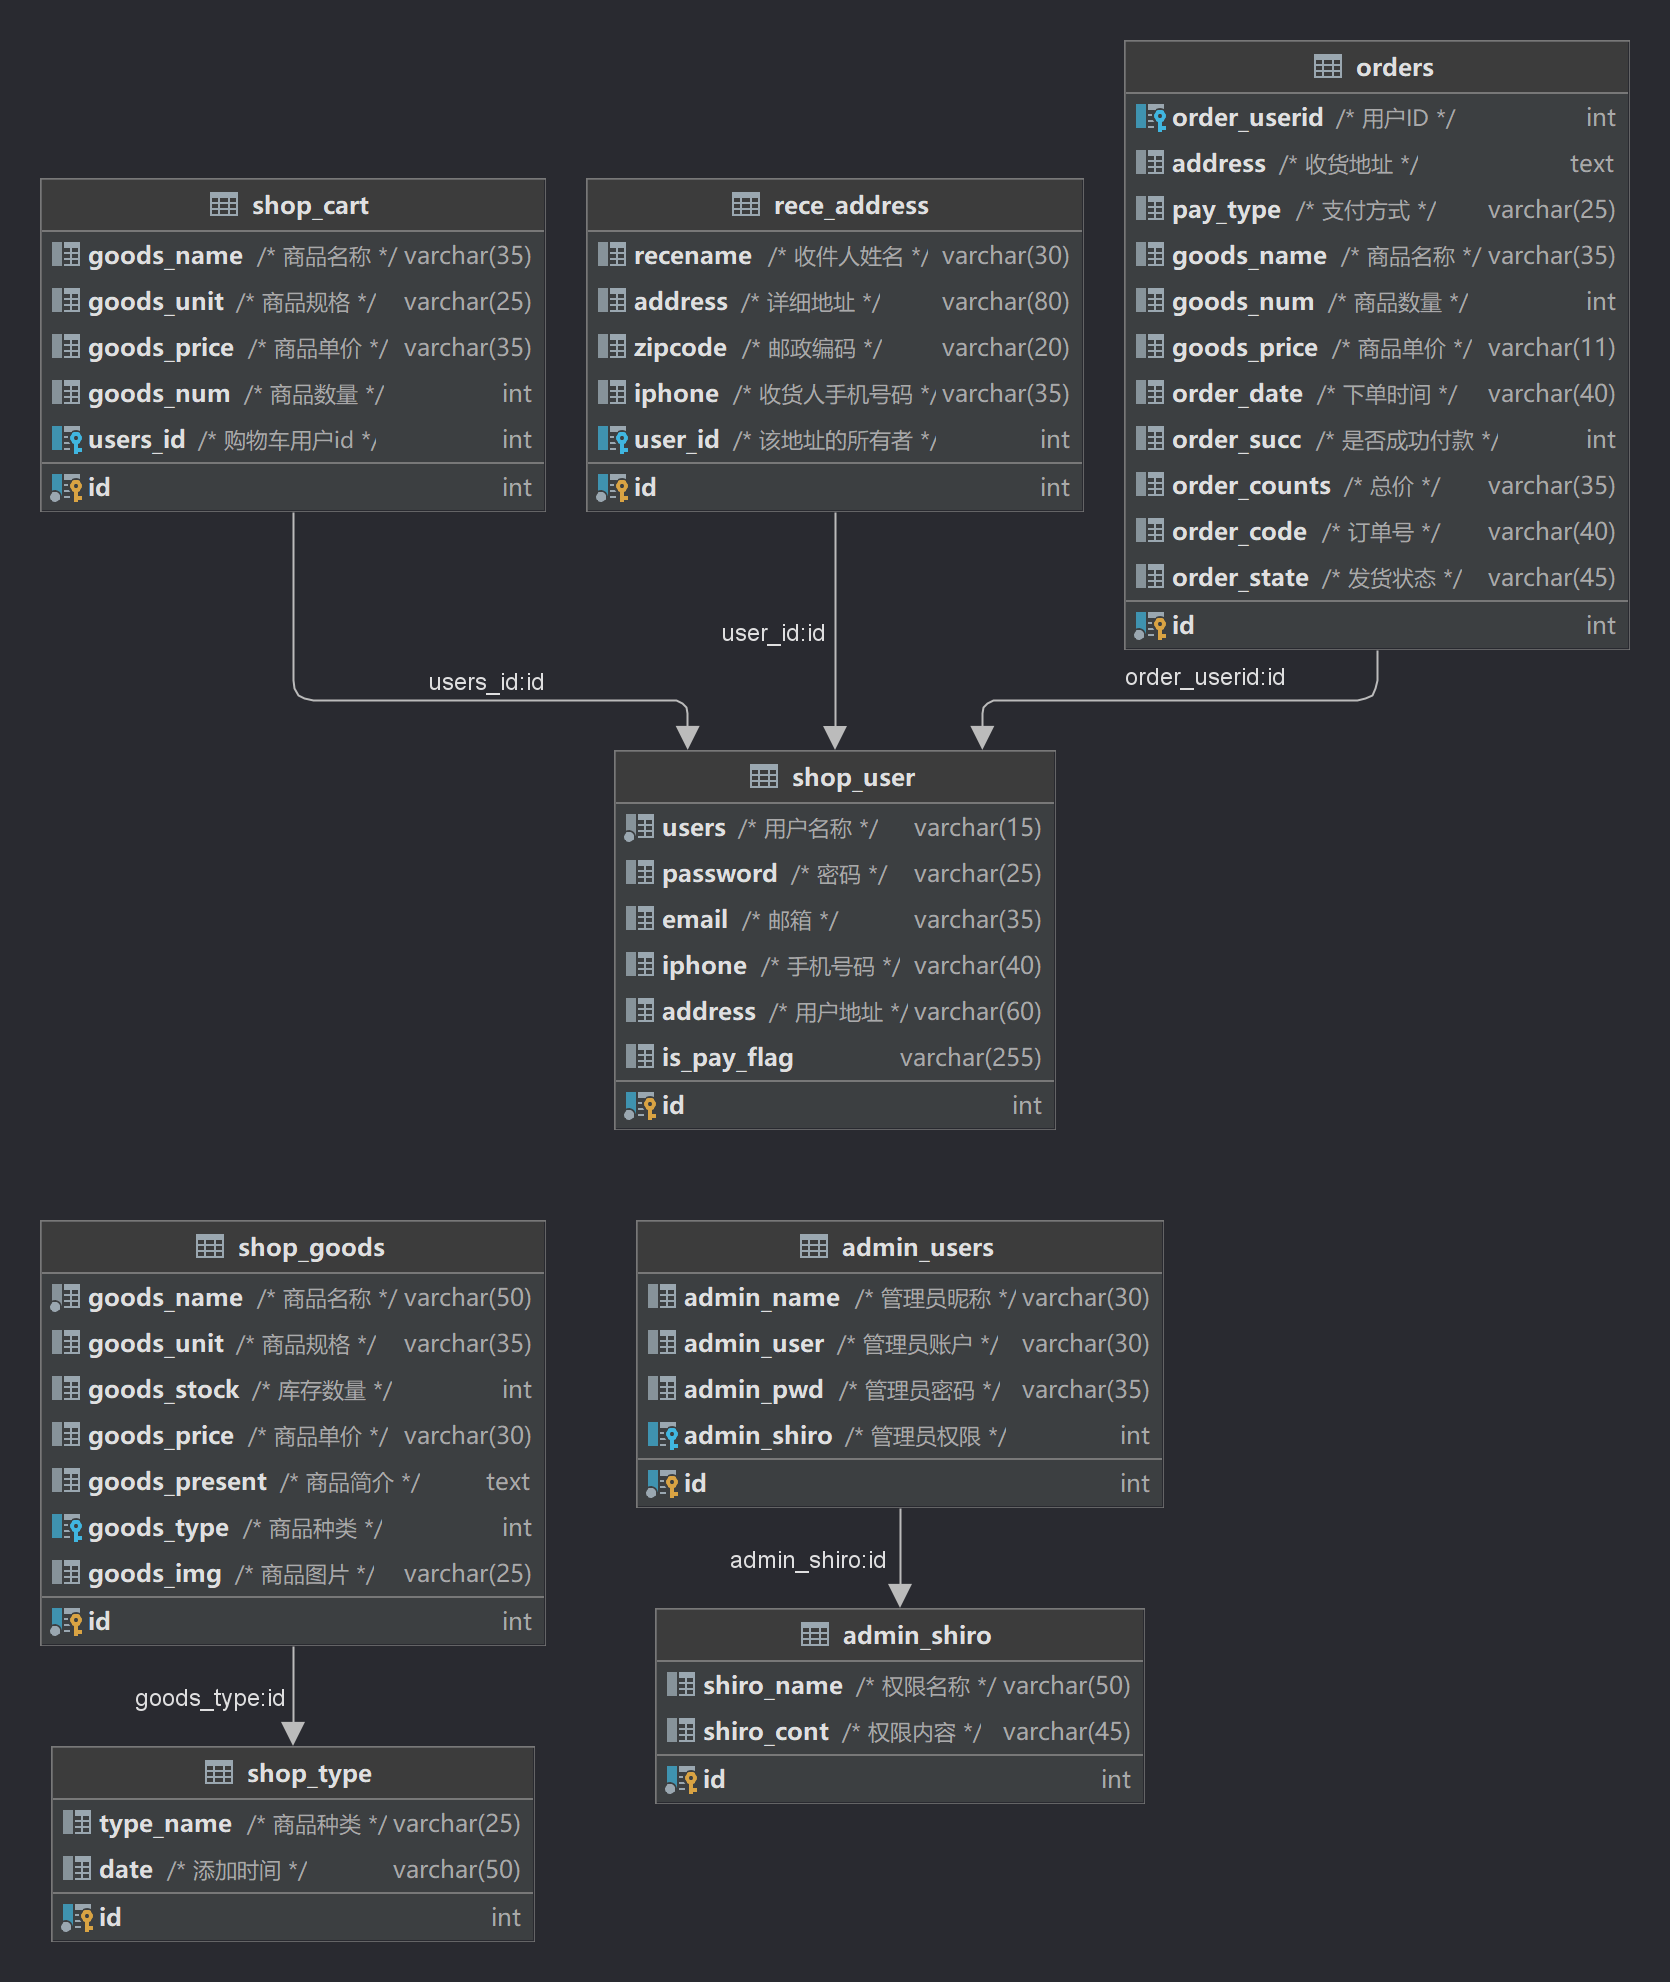 shop_cart
goods_name /* 商品名称 */ varchar(35)
goods_unit /* 商品规格 */ varchar(25)
goods_price /* 商品单价 */ varchar(35)
goods_num /* 商品数量 */ int
users_id /* 购物车用户id */ int
id int
rece_address
recename /* 收件人姓名 */ varchar(30)
address /* 详细地址 */ varchar(80)
zipcode /* 邮政编码 */ varchar(20)
iphone /* 收货人手机号码 */ varchar(35)
user_id /* 该地址的所有者 */ int
id int
orders
order_userid /* 用户ID */ int
address /* 收货地址 */ text
pay_type /* 支付方式 */ varchar(25)
goods_name /* 商品名称 */ varchar(35)
goods_num /* 商品数量 */ int
goods_price /* 商品单价 */ varchar(11)
order_date /* 下单时间 */ varchar(40)
order_succ /* 是否成功付款 */ int
order_counts /* 总价 */ varchar(35)
order_code /* 订单号 */ varchar(40)
order_state /* 发货状态 */ varchar(45)
id int
users_id:id
user_id:id
order_userid:id
shop_user
users /* 用户名称 */ varchar(15)
password /* 密码 */ varchar(25)
email /* 邮箱 */ varchar(35)
iphone /* 手机号码 */ varchar(40)
address /* 用户地址 */ varchar(60)
is_pay_flag varchar(255)
id int
shop_goods
goods_name /* 商品名称 */ varchar(50)
goods_unit /* 商品规格 */ varchar(35)
goods_stock /* 库存数量 */ int
goods_price /* 商品单价 */ varchar(30)
goods_present /* 商品简介 */ text
goods_type /* 商品种类 */ int
goods_img /* 商品图片 */ varchar(25)
id int
goods_type:id
shop_type
type_name /* 商品种类 */ varchar(25)
date /* 添加时间 */ varchar(50)
id int
admin_users
admin_name /* 管理员昵称 */ varchar(30)
admin_user /* 管理员账户 */ varchar(30)
admin_pwd /* 管理员密码 */ varchar(35)
admin_shiro /* 管理员权限 */ int
id int
admin_shiro:id
admin_shiro
shiro_name /* 权限名称 */ varchar(50)
shiro_cont /* 权限内容 */ varchar(45)
id int